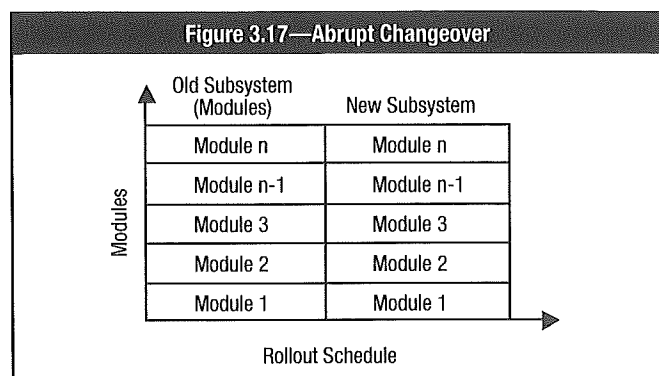 Figure 3.17—Abrupt Changeover
Old Subsystem
(Modules)
New Subsystem
Module n
Module n
Module n-1
Module n-1
Module 3
Module 3
Module 2
Module 2
Module 1
Module 1
Modules
Rollout Schedule